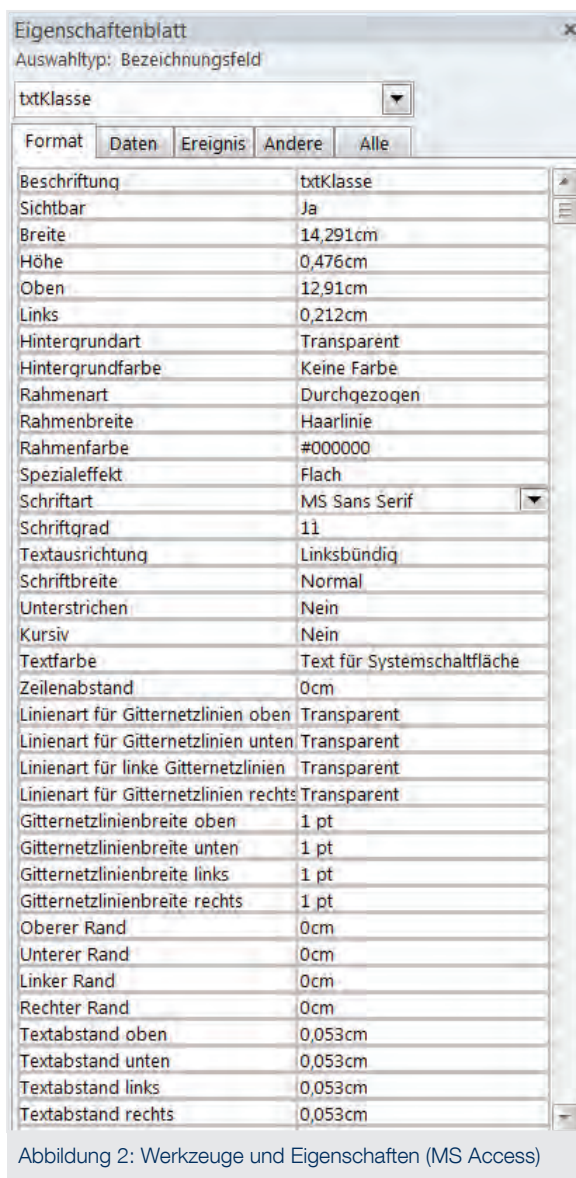 Eigenschaftenblatt x
Auswahltyp: Bezeichnungsfeld
txtKlasse
Format Daten Ereignis Andere Alle
Beschriftung txtKlasse
Sichtbar Ja
Breite 14,291cm
Höhe 0,476cm
Oben 12,91cm
Links 0,212cm
Hintergrundart Transparent
Hintergrundfarbe Keine Farbe
Rahmenart Durchgezogen
Rahmenbreite Haarlinie
Rahmenfarbe #000000
Spezialeffekt Flach
Schriftart MS Sans Serif
Schriftgrad 11
Textausrichtung Linksbündig
Schriftbreite Normal
Unterstrichen Nein
Kursiv Nein
Textfarbe Text für Systemschaltfläche
Zeilenabstand 0cm
Linienart für Gitternetzlinien oben Transparent
Linienart für Gitternetzlinien unten Transparent
Linienart für linke Gitternetzlinien Transparent
Linienart für Gitternetzlinien rechts Transparent
Gitternetzlinienbreite oben 1 pt
Gitternetzlinienbreite unten 1 pt
Gitternetzlinienbreite links 1 pt
Gitternetzlinienbreite rechts 1 pt
Oberer Rand 0cm
Unterer Rand 0cm
Linker Rand 0cm
Rechter Rand 0cm
Textabstand oben 0,053cm
Textabstand unten 0,053cm
Textabstand links 0,053cm
Textabstand rechts 0,053cm
Abbildung 2: Werkzeuge und Eigenschaften (MS Access)